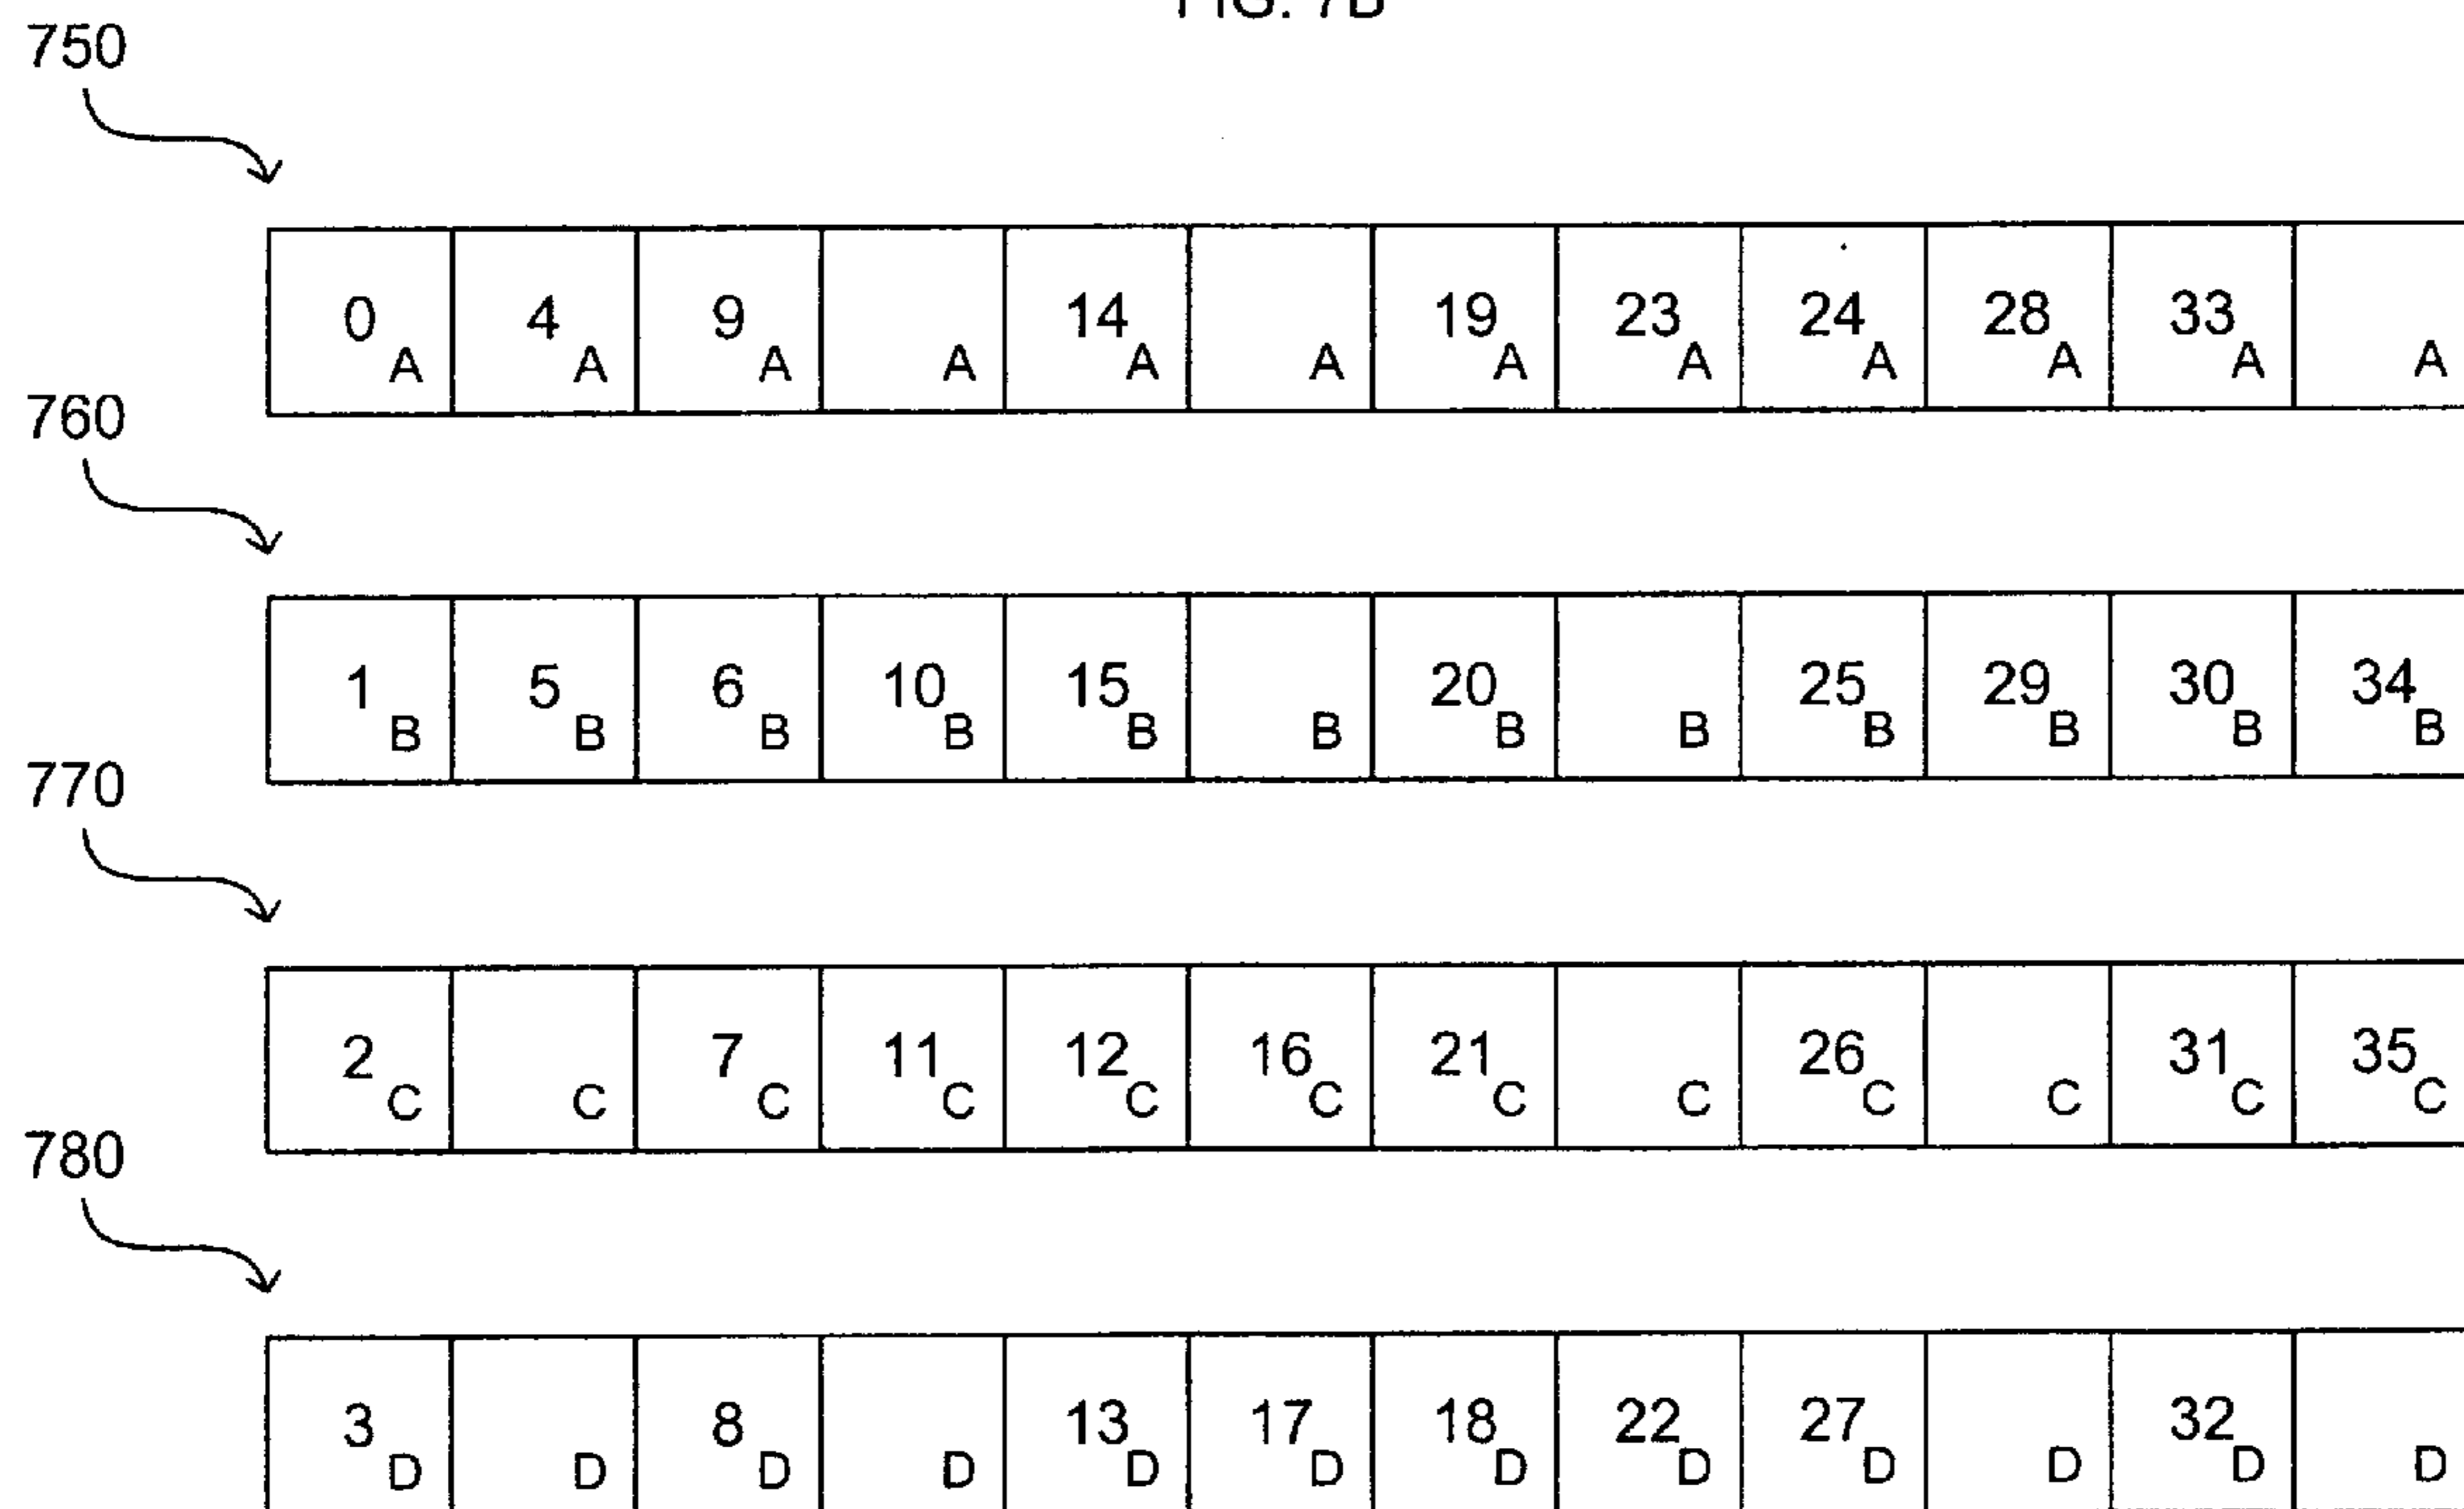 FIG. 7B
750
0 A 4 A 9 A A 14 A A 19 A 23 A 24 A 28 A 33 A A
760
1 B 5 B 6 B 10 B 15 B B 20 B B 25 B 29 B 30 B 34 B
770
2 C C 7 C 11 C 12 C 16 C 21 C C 26 C C 31 C 35 C
780
3 D D 8 D D 13 D 17 D 18 D 22 D 27 D D 32 D D